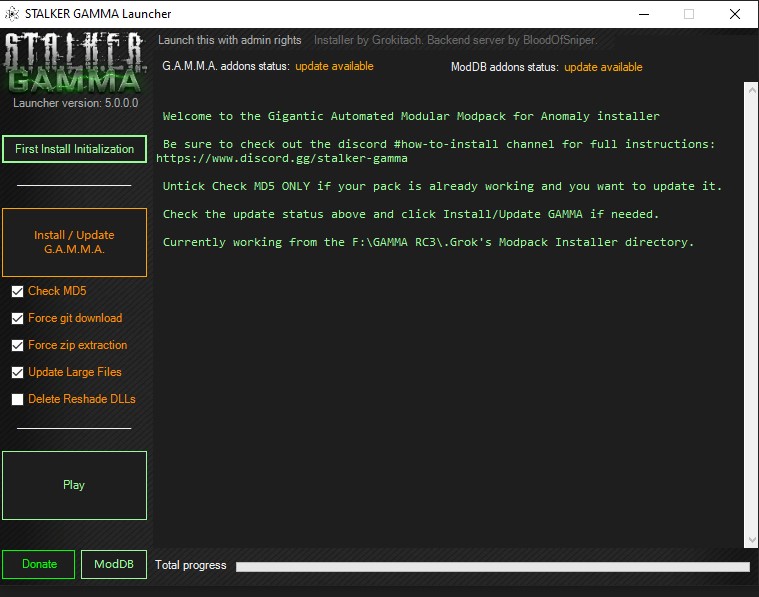 STALKER GAMMA Launcher
S.T.A.L.K.E.R
GAMMA
Launcher version: 5.0.0.0
Launch this with admin rights Installer by Grokitach. Backend server by BloodOfSniper.
G.A.M.M.A. addons status: update available ModDB addons status: update available
First Install Initialization
Install / Update
G.A.M.M.A.
Check MD5
Force git download
Force zip extraction
Update Large Files
Delete Reshade DLLs
Play
Donate ModDB
Welcome to the Gigantic Automated Modular Modpack for Anomaly installer
Be sure to check out the discord #how-to-install channel for full instructions:
https://www.discord.gg/stalker-gamma
Untick Check MD5 ONLY if your pack is already working and you want to update it.
Check the update status above and click Install/Update GAMMA if needed.
Currently working from the F:\GAMMA RC3\.Grok's Modpack Installer directory.
Total progress